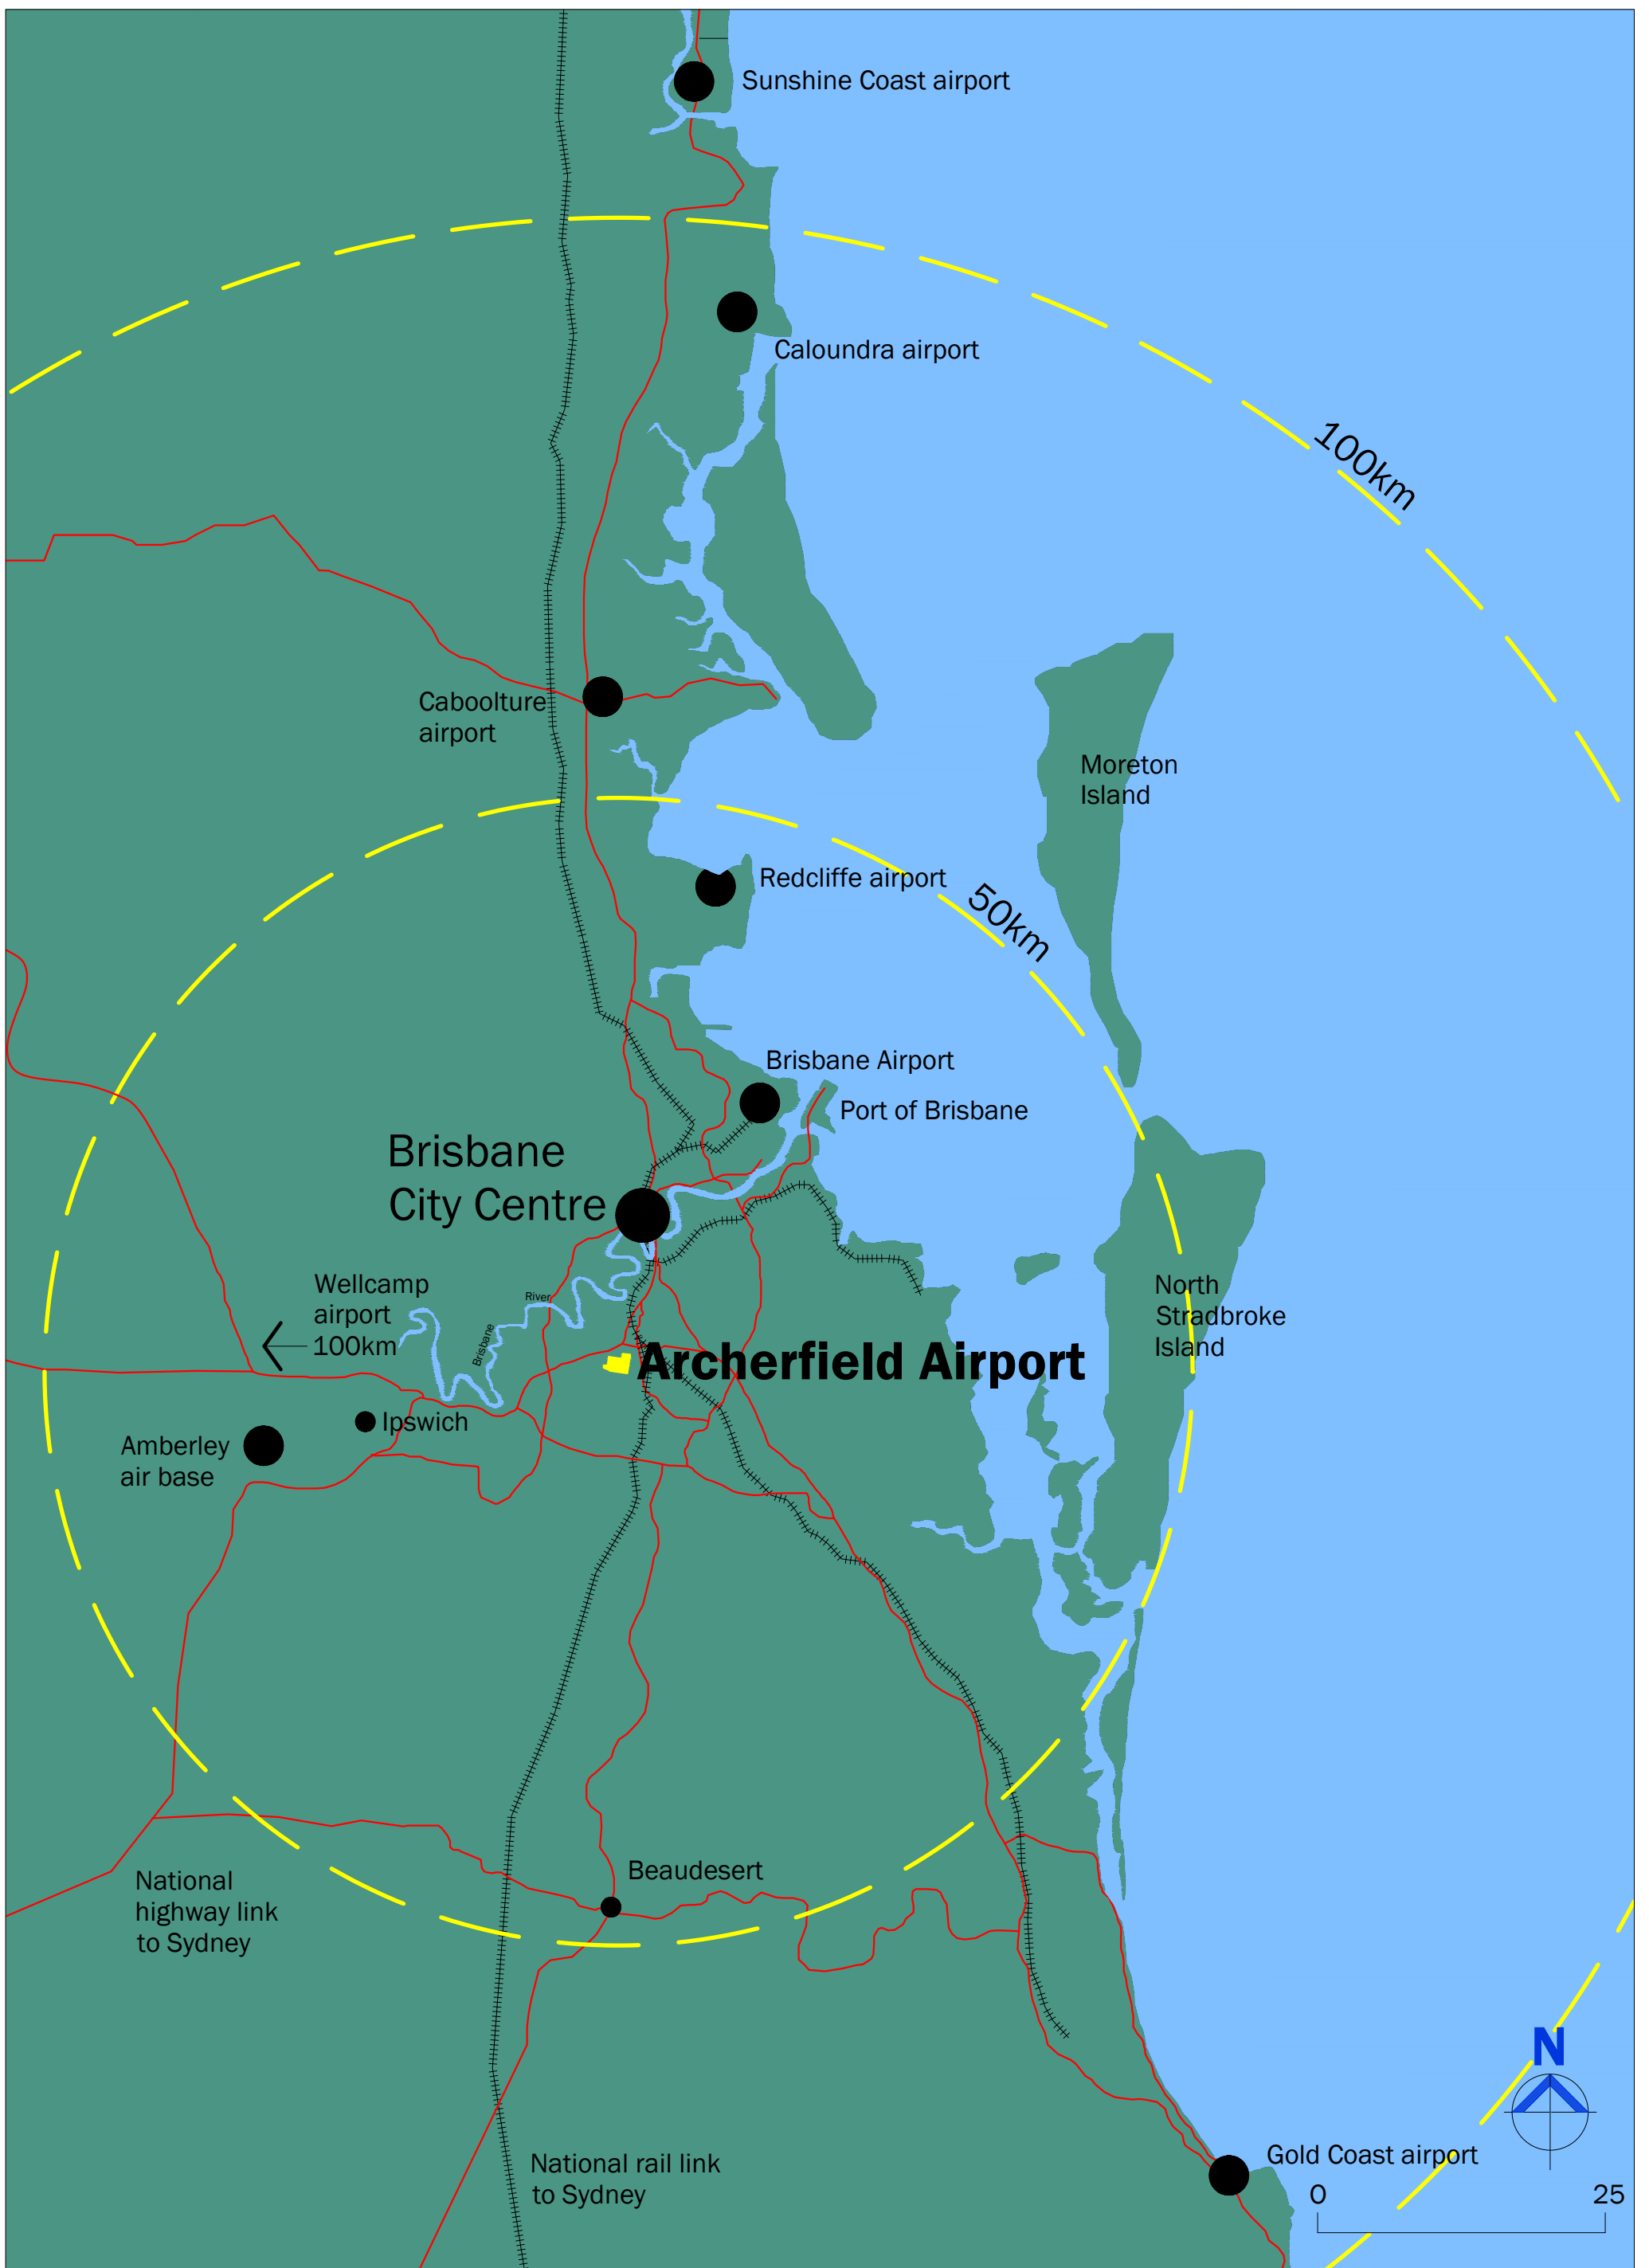 Sunshine Coast airport
Caloundra airport
100km
Caboolture
airport
Moreton
Island
Redcliffe airport
50km
Brisbane Airport
Port of Brisbane
Brisbane
City Centre
Wellcamp
airport
100km
River
Brisbane
North
Stradbroke
Island
Archerfield Airport
Ipswich
Amberley
air base
Beaudesert
National
highway link
to Sydney
N
National rail link
to Sydney
Gold Coast airport
0 25